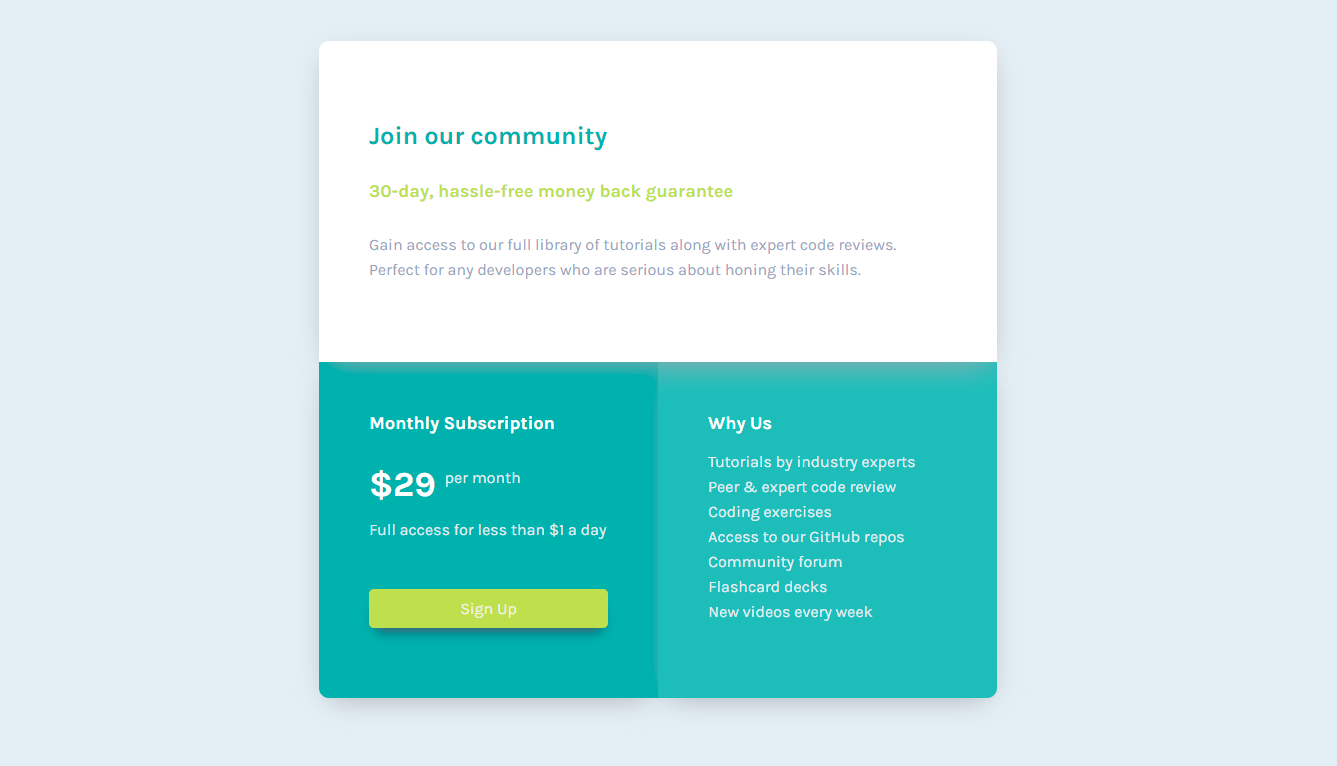 Join our community
30-day, hassle-free money back guarantee
Gain access to our full library of tutorials along with expert code reviews.
Perfect for any developers who are serious about honing their skills.
Monthly Subscription
$29 per month
Full access for less than $1 a day
Sign Up
Why Us
Tutorials by industry experts
Peer & expert code review
Coding exercises
Access to our GitHub repos
Community forum
Flashcard decks
New videos every week